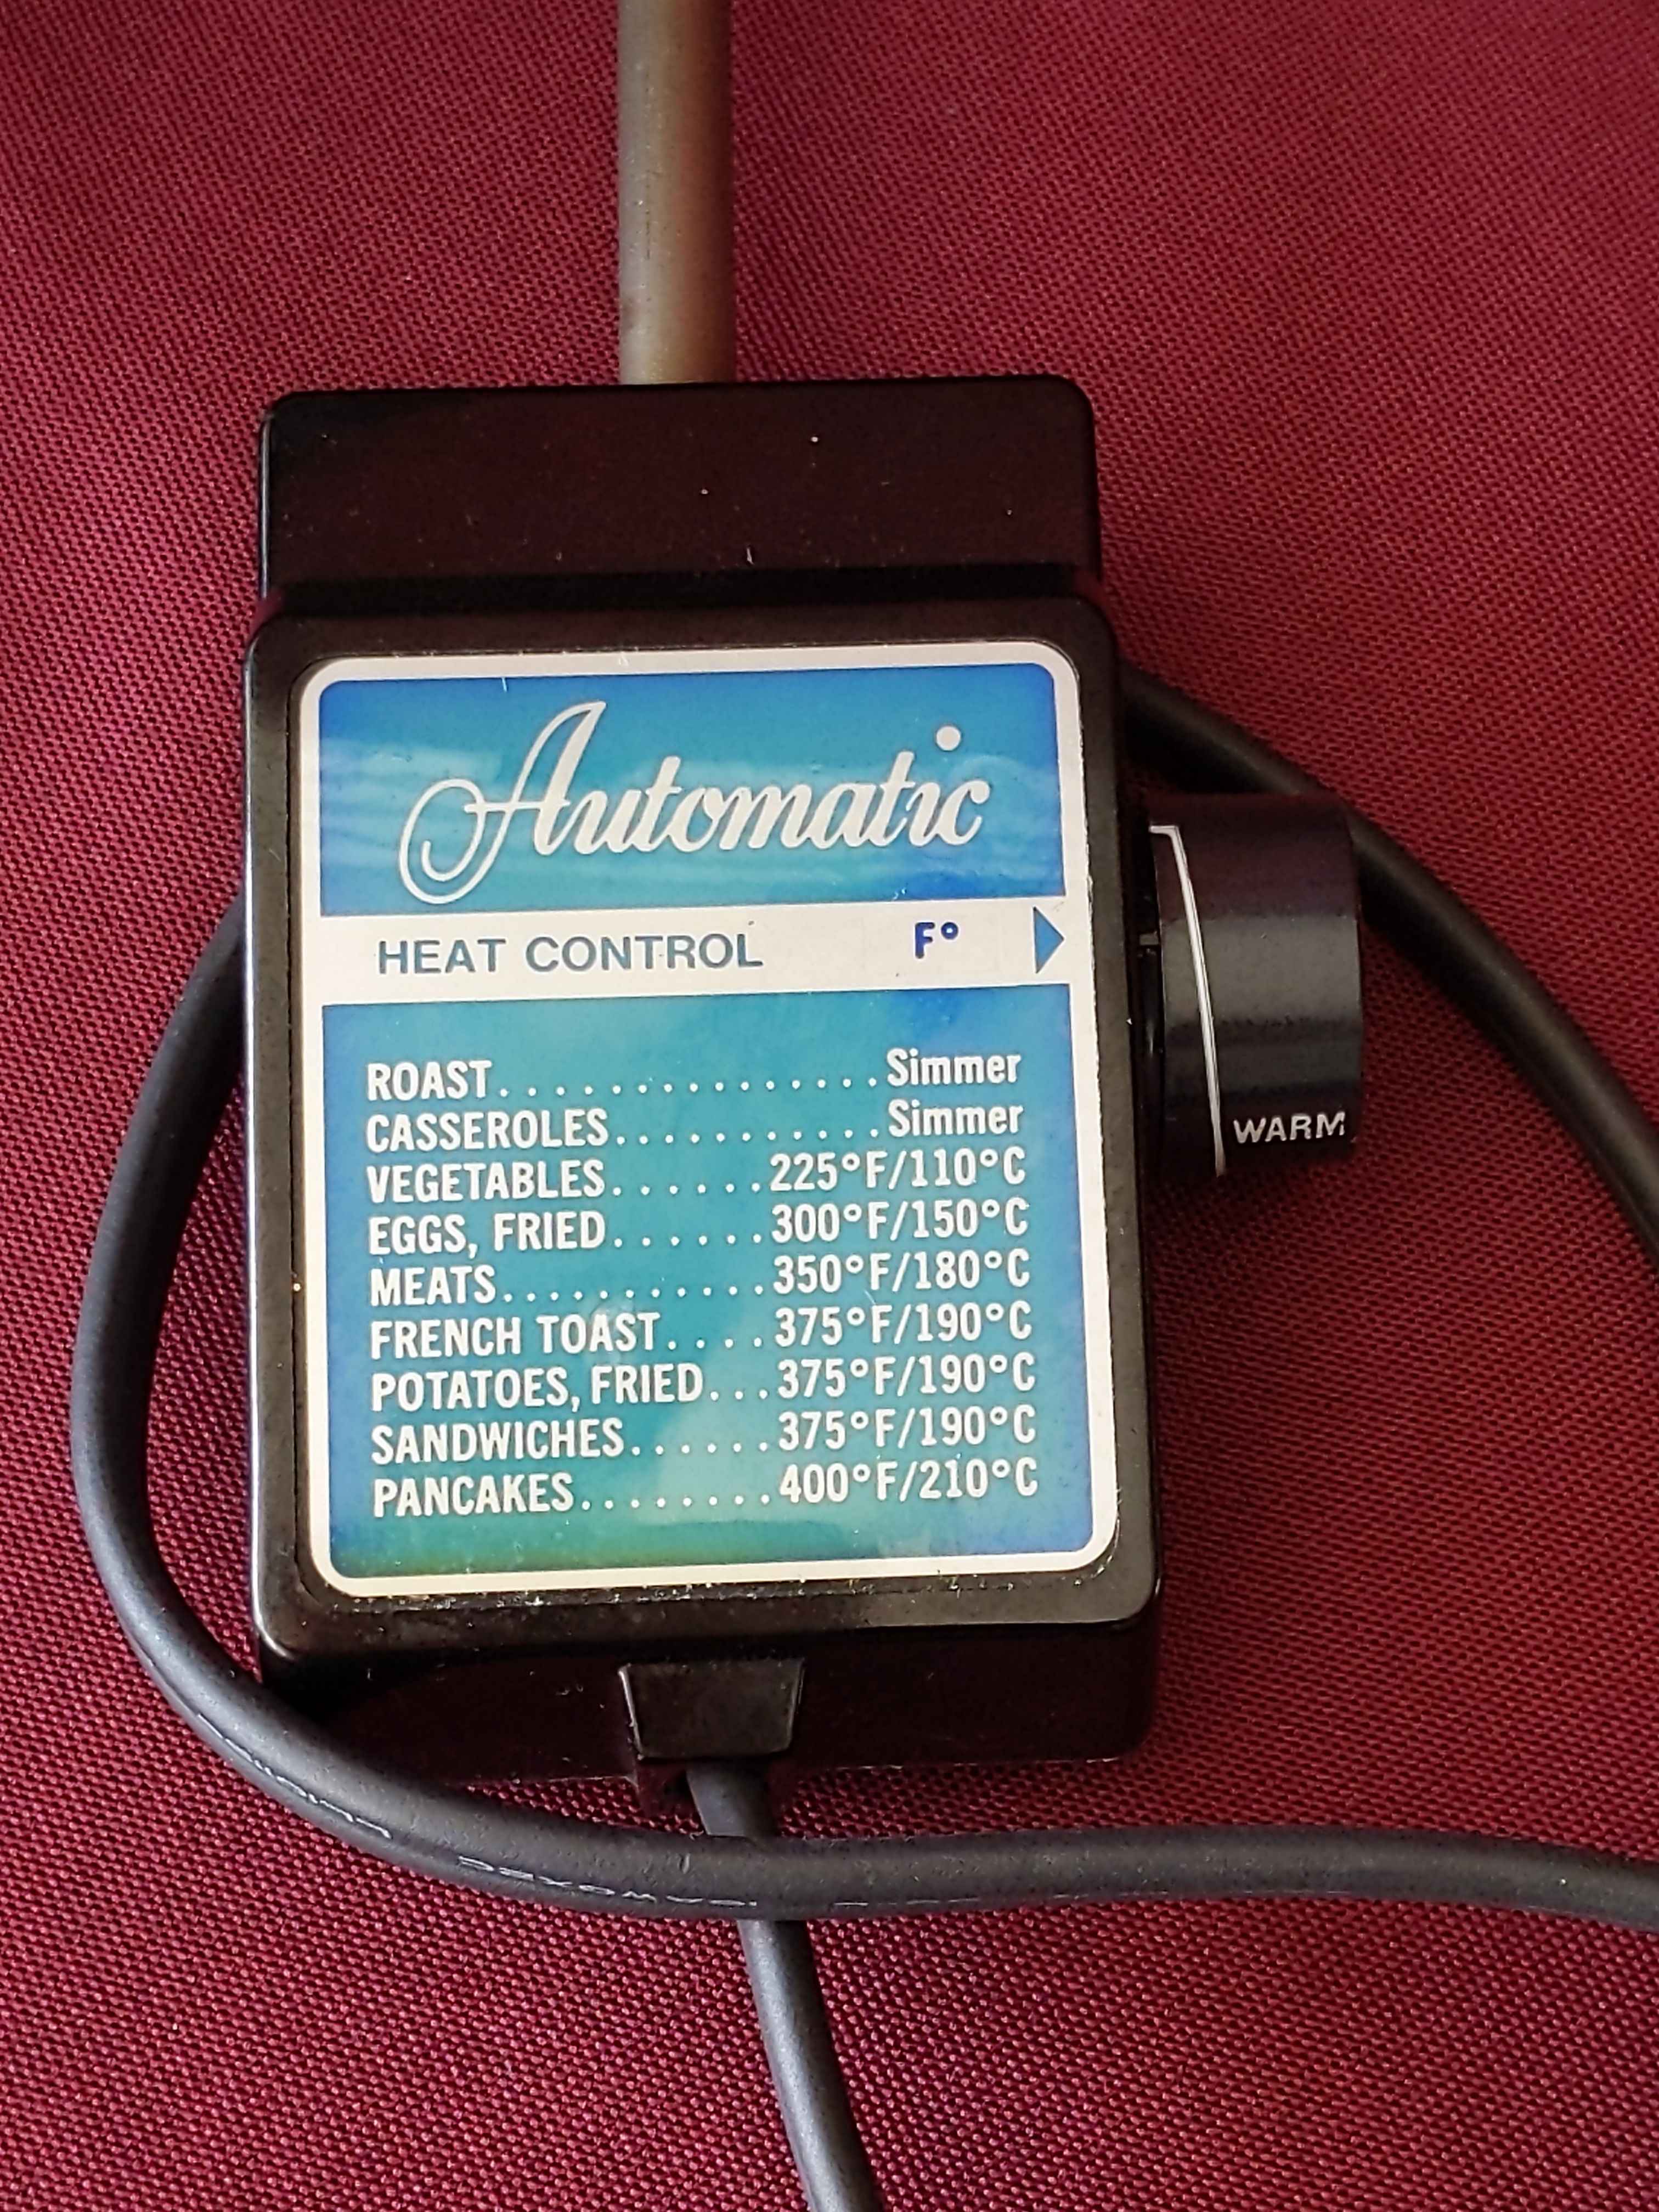 Automatic
HEAT CONTROL F°
ROAST...............Simmer
CASSEROLES............Simmer
VEGETABLES......225°F/110°C
EGGS, FRIED......300°F/150°C
MEATS..........350°F/180°C
FRENCH TOAST....375°F/190°C
POTATOES, FRIED...375°F/190°C
SANDWICHES......375°F/190°C
PANCAKES........400°F/210°C
WARM